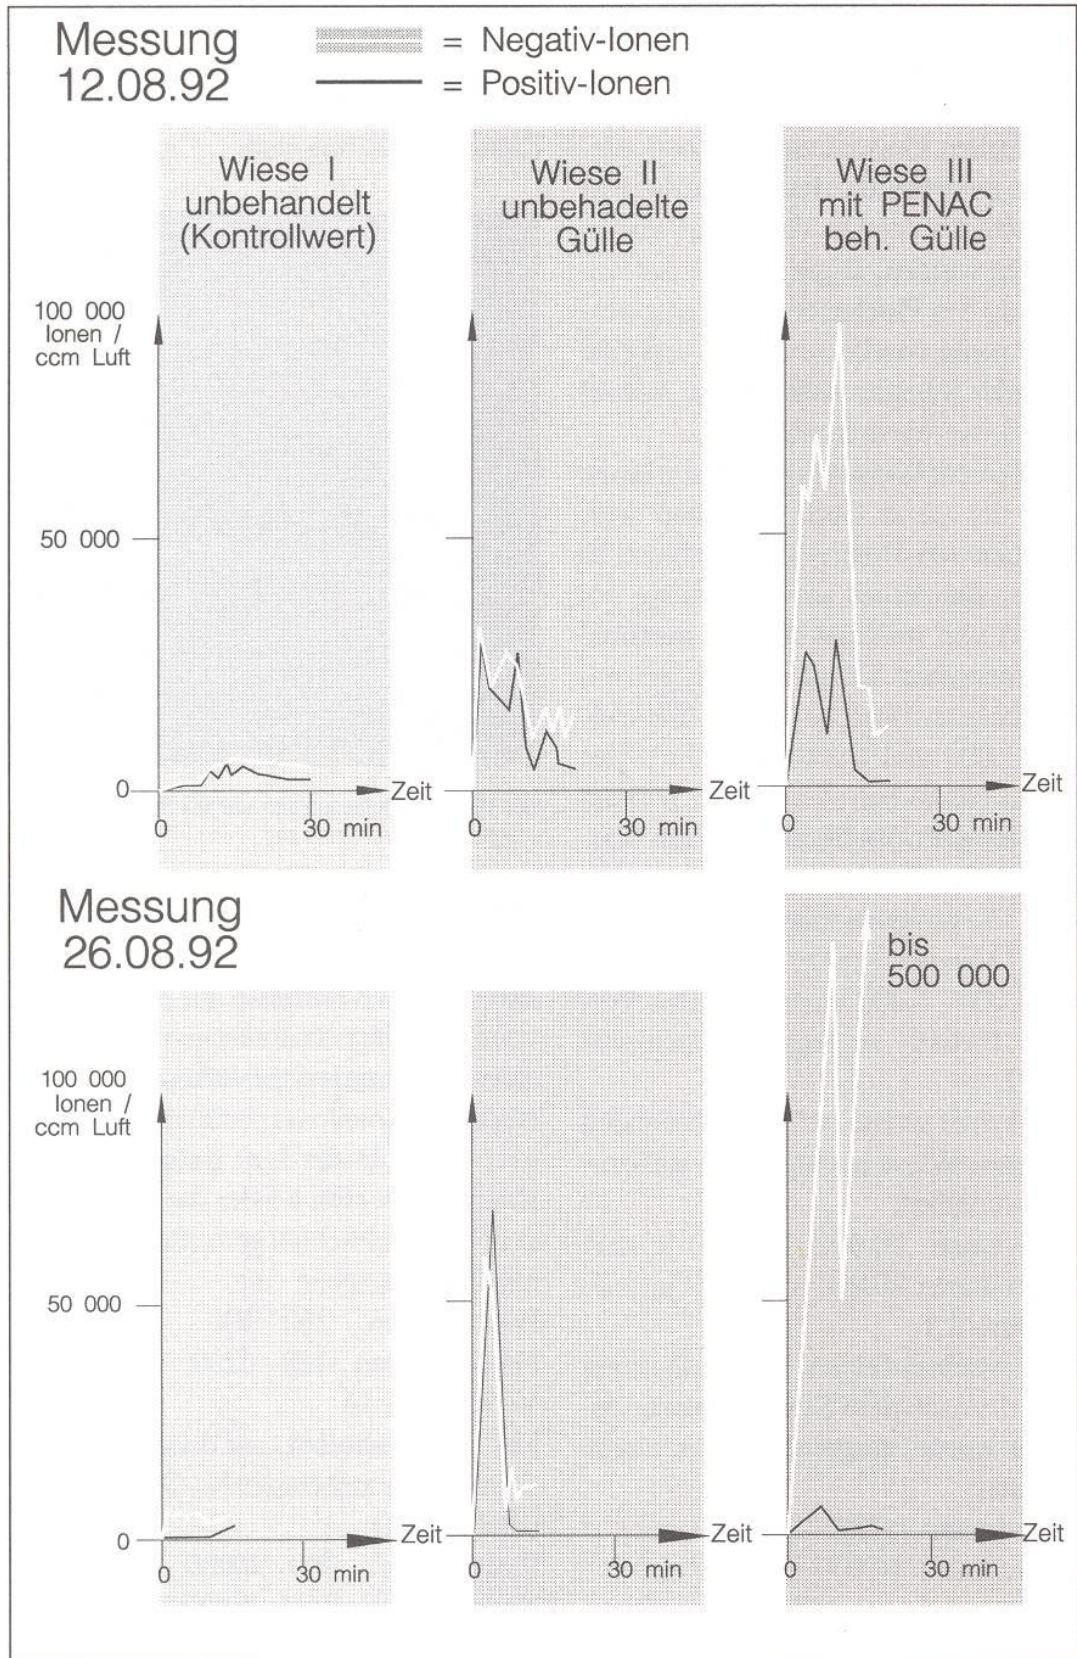 Messung
12.08.92
= Negativ-Ionen
= Positiv-Ionen
Wiese I
unbehandelt
(Kontrollwert)
Wiese II
unbehadelte
Gülle
Wiese III
mit PENAC
beh. Gülle
100 000
Ionen /
ccm Luft
50 000
0
Zeit
0
30 min
Zeit
0
30 min
Zeit
0
30 min
Messung
26.08.92
bis
500 000
100 000
Ionen /
ccm Luft
50 000
0
Zeit
0
30 min
Zeit
0
30 min
Zeit
0
30 min